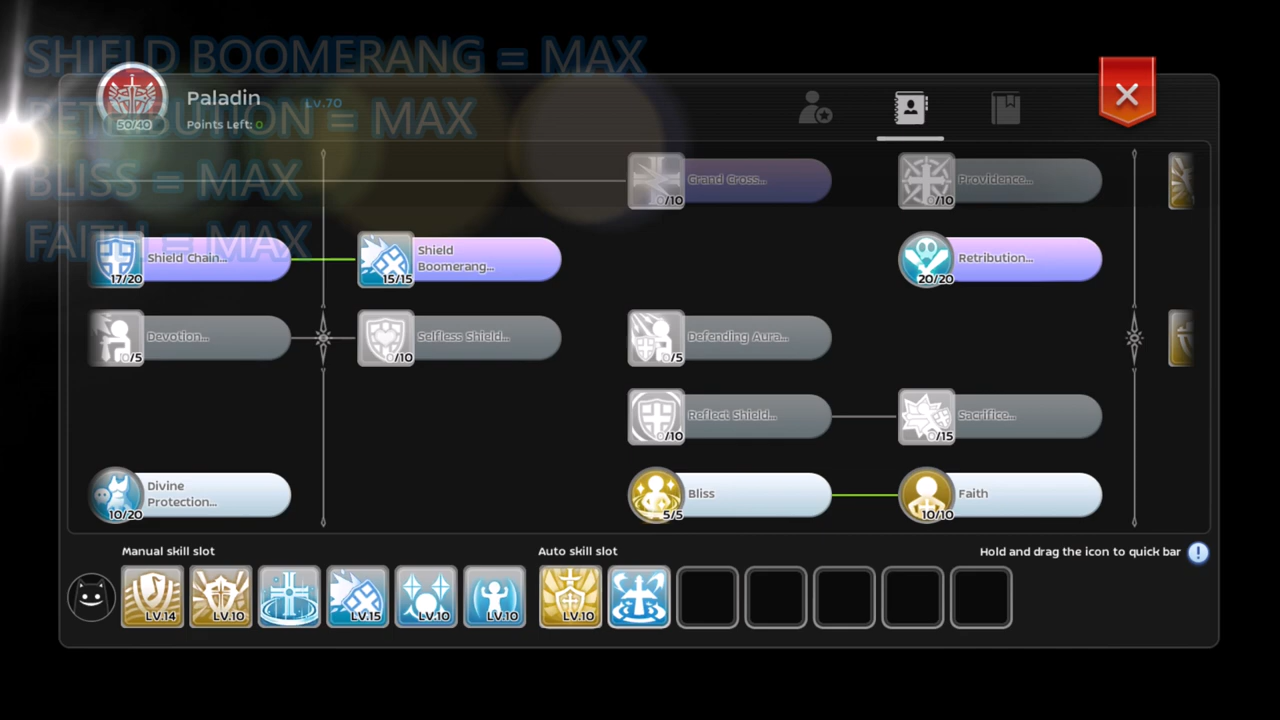 SHIELD BOOMERANG = MAX
Paladin
Lv.70
50/40
Points Left: 0
RETRIBUTION = MAX
BLISS = MAX
FAITH = MAX
Grand Cross...
0/10
Providence...
0/10
Shield Chain...
17/20
Shield
Boomerang...
15/15
Retribution...
20/20
Devotion...
0/5
Selfless Shield...
0/10
Defending Aura...
0/5
Reflect Shield...
0/10
Sacrifice...
0/15
Divine
Protection...
10/20
Bliss
5/5
Faith
10/10
Manual skill slot
Auto skill slot
Hold and drag the icon to quick bar
LV.14
LV.10
LV.15
LV.10
LV.10
LV.10